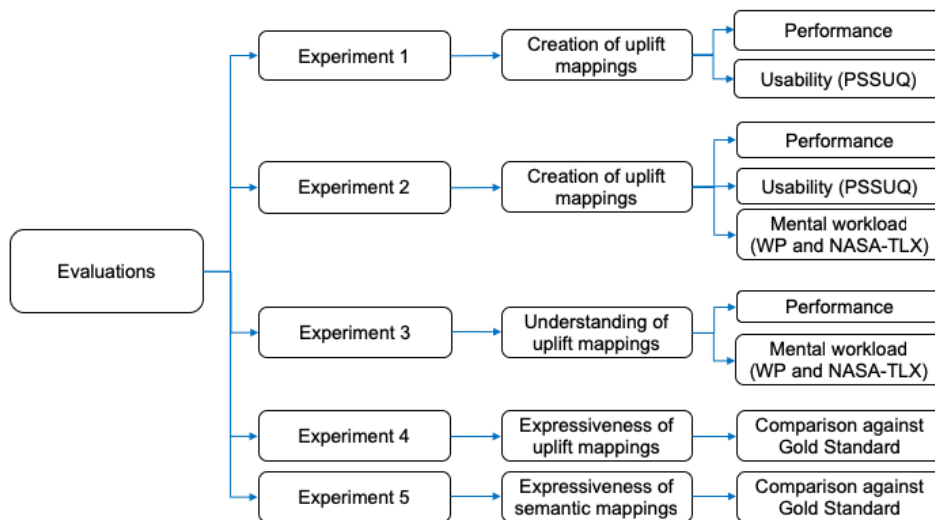 Evaluations
Experiment 1
Creation of uplift
mappings
Performance
Usability (PSSUQ)
Experiment 2
Creation of uplift
mappings
Performance
Usability (PSSUQ)
Mental workload
(WP and NASA-TLX)
Experiment 3
Understanding of
uplift mappings
Performance
Mental workload
(WP and NASA-TLX)
Experiment 4
Expressiveness of
uplift mappings
Comparison against
Gold Standard
Experiment 5
Expressiveness of
semantic mappings
Comparison against
Gold Standard